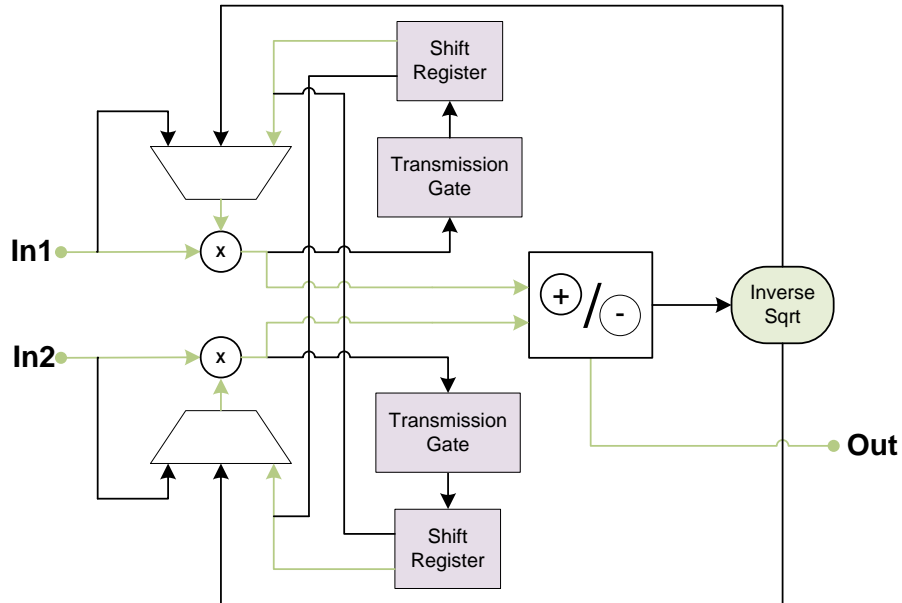 Shift
Register
Transmission
Gate
In1
x
+
/
-
Inverse
Sqrt
In2
x
Transmission
Gate
Out
Shift
Register